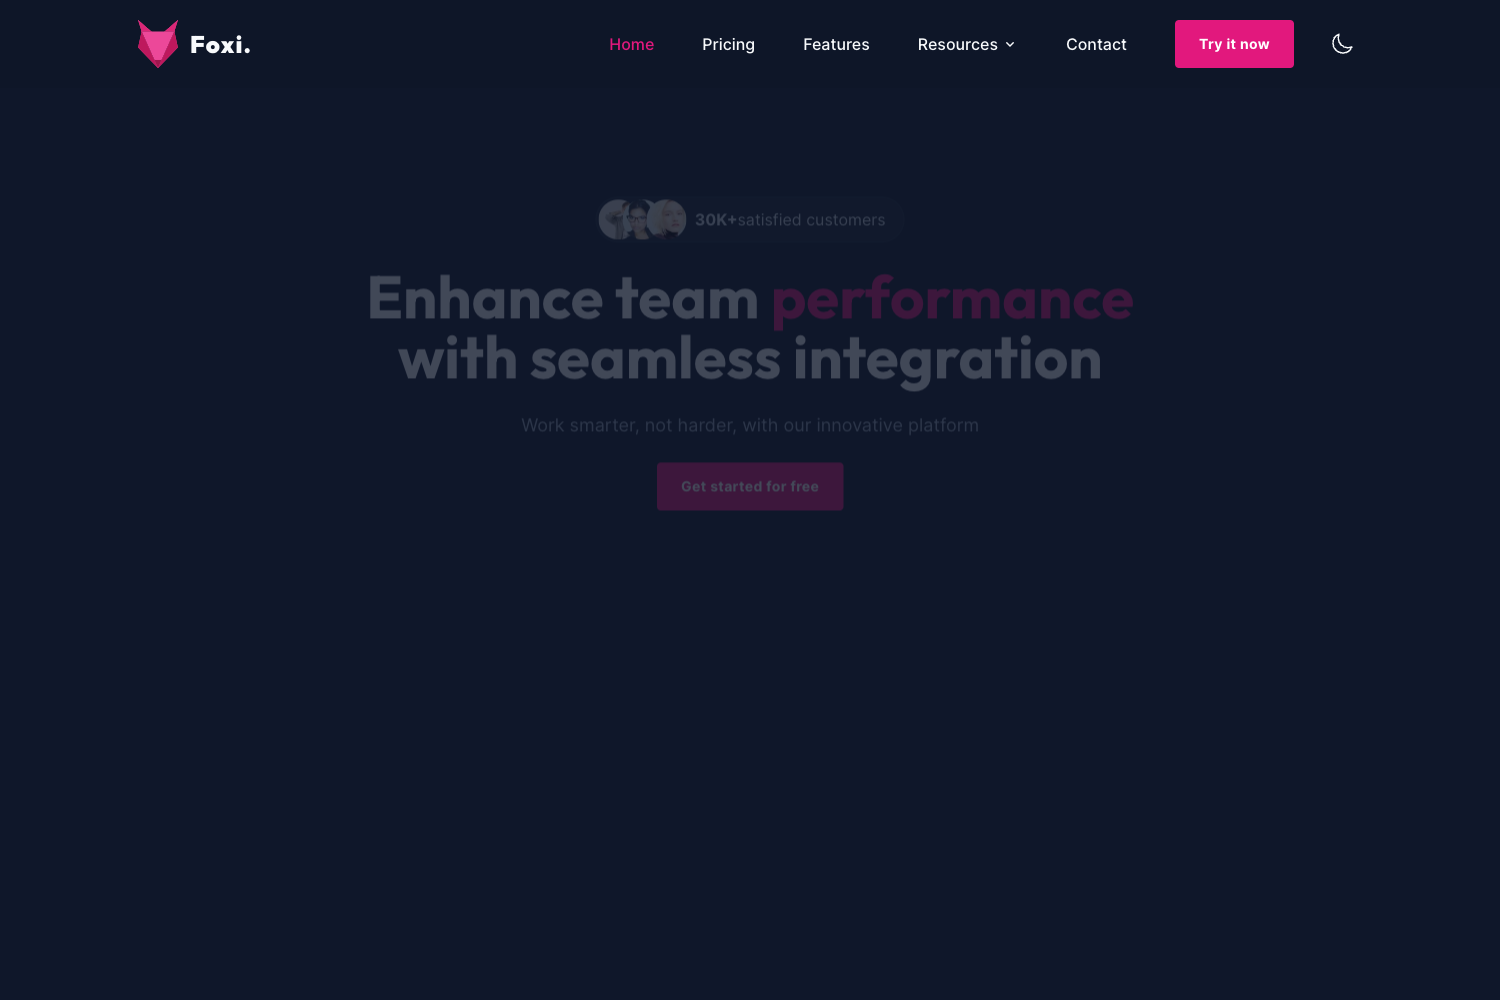 Foxi.
Home Pricing Features Resources Contact Try it now
30K+satisfied customers
Enhance team performance
with seamless integration
Work smarter, not harder, with our innovative platform
Get started for free